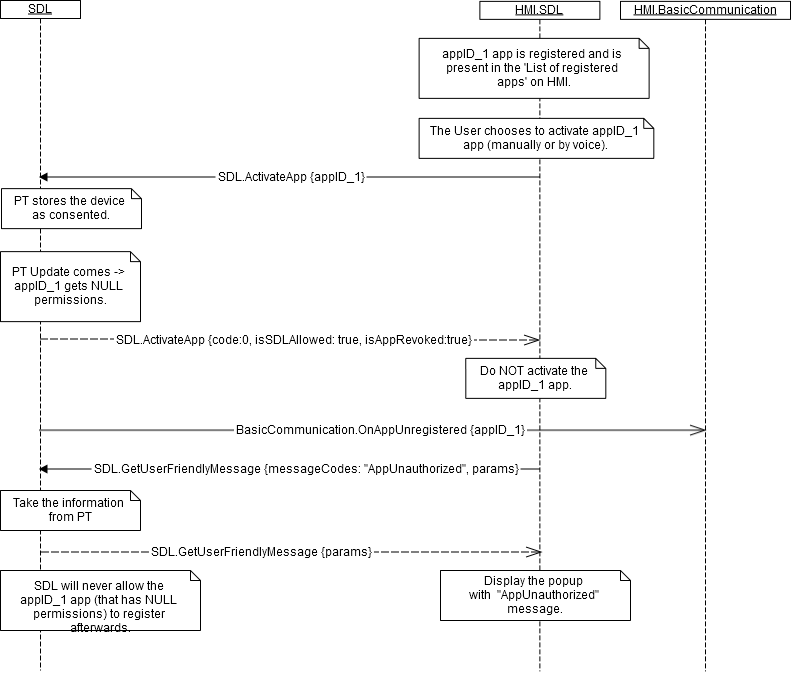 SDL
HMI.SDL
HMI.BasicCommunication
appID_1 app is registered and is
present in the 'List of registered
apps' on HMI.
The User chooses to activate appID_1
app (manually or by voice).
SDL.ActivateApp {appID_1}
PT stores the device
as consented.
PT Update comes ->
appID_1 gets NULL
permissions.
SDL.ActivateApp {code:0, isSDLAllowed: true, isAppRevoked:true}
Do NOT activate the
appID_1 app.
BasicCommunication.OnAppUnregistered {appID_1}
SDL.GetUserFriendlyMessage {messageCodes: "AppUnauthorized", params}
Take the information
from PT
SDL.GetUserFriendlyMessage {params}
SDL will never allow the
appID_1 app (that has NULL
permissions) to register
afterwards.
Display the popup
with "AppUnauthorized"
message.